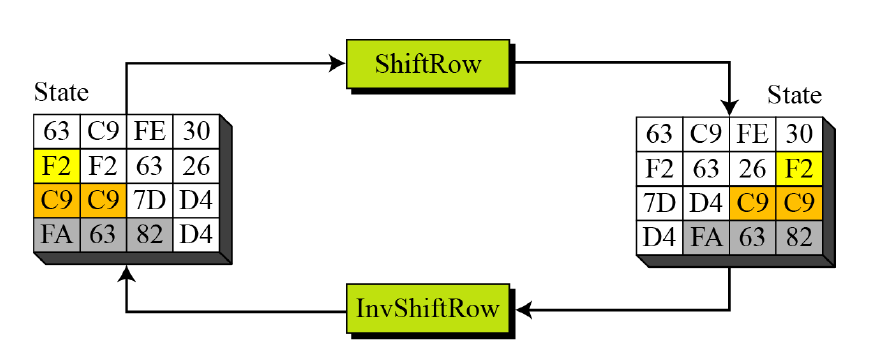 ShiftRow
State
63 C9 FE 30
F2 F2 63 26
C9 C9 7D D4
FA 63 82 D4
State
63 C9 FE 30
F2 63 26 F2
7D D4 C9 C9
D4 FA 63 82
InvShiftRow